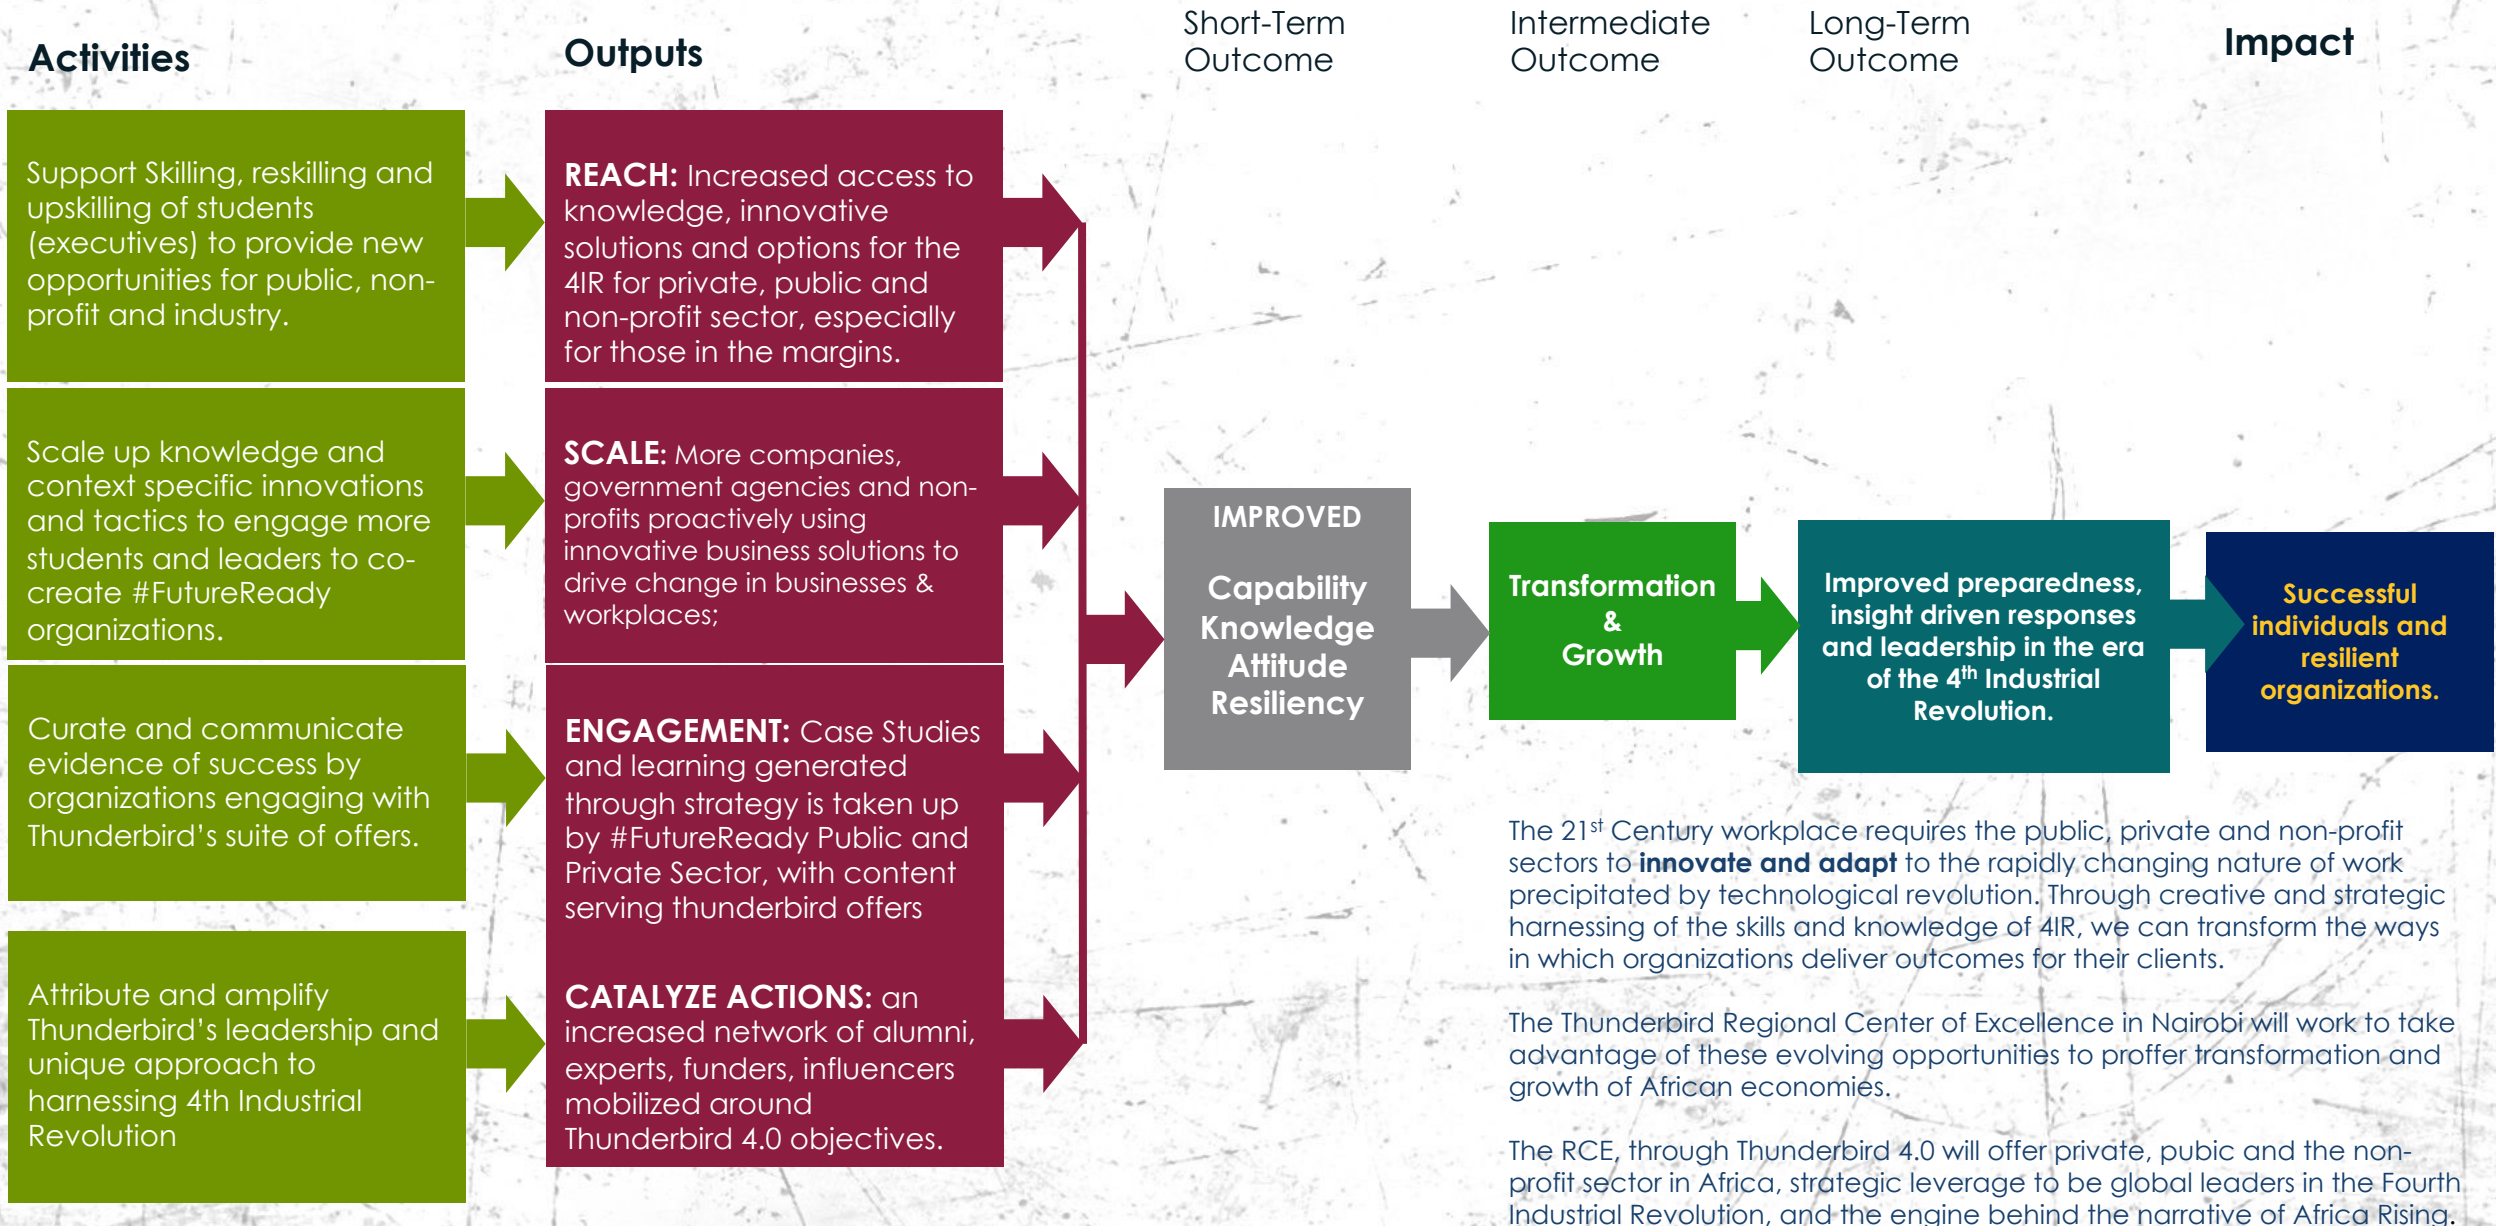 Activities
Outputs
Short-Term
Outcome
Intermediate
Outcome
Long-Term
Outcome
Impact
Support Skilling, reskilling and
upskilling of students
(executives) to provide new
opportunities for public, non-
profit and industry.
REACH: Increased access to
knowledge, innovative
solutions and options for the
4IR for private, public and
non-profit sector, especially
for those in the margins.
Scale up knowledge and
context specific innovations
and tactics to engage more
students and leaders to co-
create #FutureReady
organizations.
SCALE: More companies,
government agencies and non-
profits proactively using
innovative business solutions to
drive change in businesses &
workplaces;
Curate and communicate
evidence of success by
organizations engaging with
Thunderbird’s suite of offers.
ENGAGEMENT: Case Studies
and learning generated
through strategy is taken up
by #FutureReady Public and
Private Sector, with content
serving thunderbird offers
Attribute and amplify
Thunderbird’s leadership and
unique approach to
harnessing 4th Industrial
Revolution
CATALYZE ACTIONS: an
increased network of alumni,
experts, funders, influencers
mobilized around
Thunderbird 4.0 objectives.
IMPROVED
Capability
Knowledge
Attitude
Resiliency
Transformation
&
Growth
Improved preparedness,
insight driven responses
and leadership in the era
of the 4th Industrial
Revolution.
Successful
individuals and
resilient
organizations.
The 21st Century workplace requires the public, private and non-profit
sectors to innovate and adapt to the rapidly changing nature of work
precipitated by technological revolution. Through creative and strategic
harnessing of the skills and knowledge of 4IR, we can transform the ways
in which organizations deliver outcomes for their clients.
The Thunderbird Regional Center of Excellence in Nairobi will work to take
advantage of these evolving opportunities to proffer transformation and
growth of African economies.
The RCE, through Thunderbird 4.0 will offer private, pubic and the non-
profit sector in Africa, strategic leverage to be global leaders in the Fourth
Industrial Revolution, and the engine behind the narrative of Africa Rising.